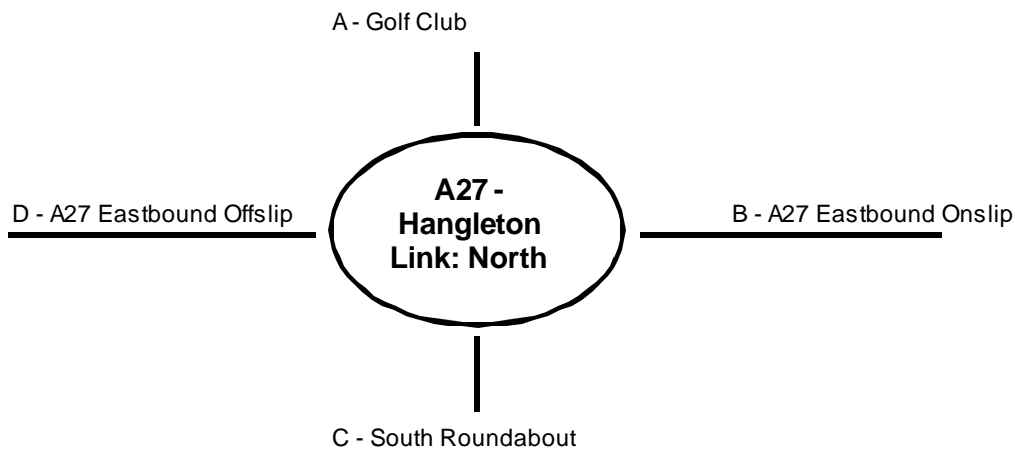 A - Golf Club
A27 -
Hangleton
Link: North
D - A27 Eastbound Offslip
B - A27 Eastbound Onslip
C - South Roundabout